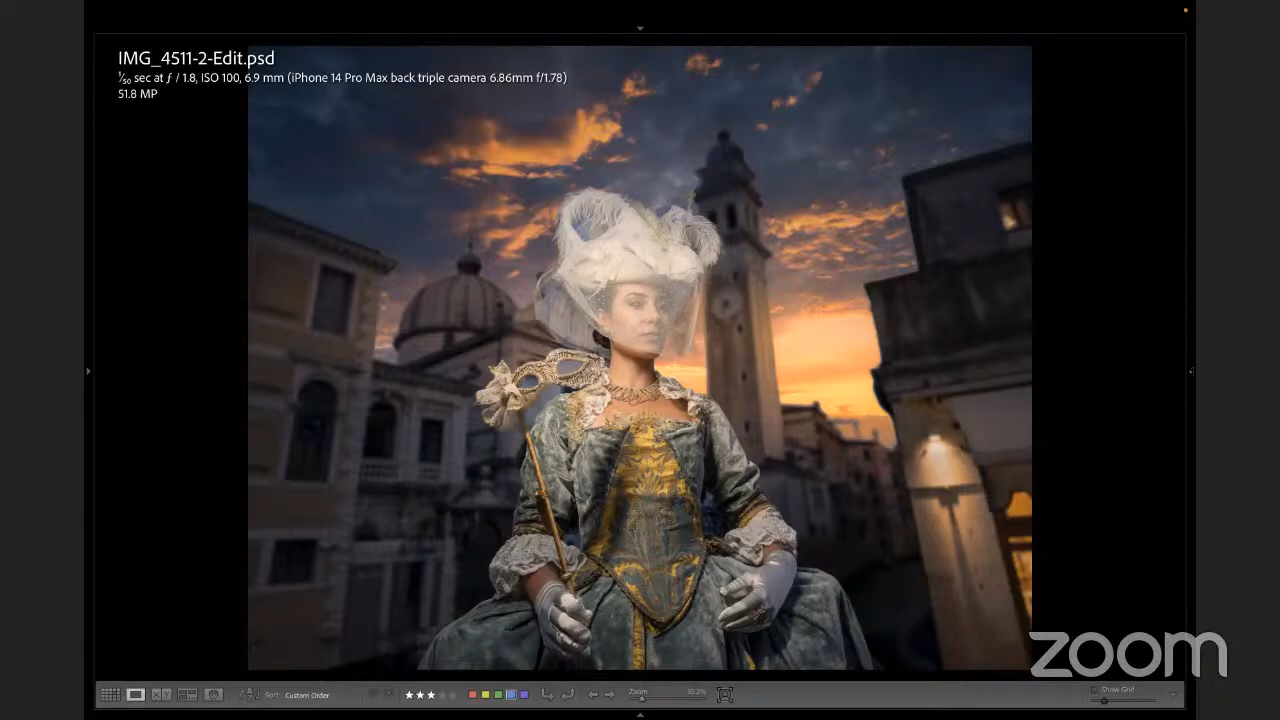 IMG_4511-2-Edit.psd
1/50 sec at ƒ / 1.8, ISO 100, 6.9 mm (iPhone 14 Pro Max back triple camera 6.86mm f/1.78)
51.8 MP
zoom
Sort: Custom Order
Zoom
Show Grid